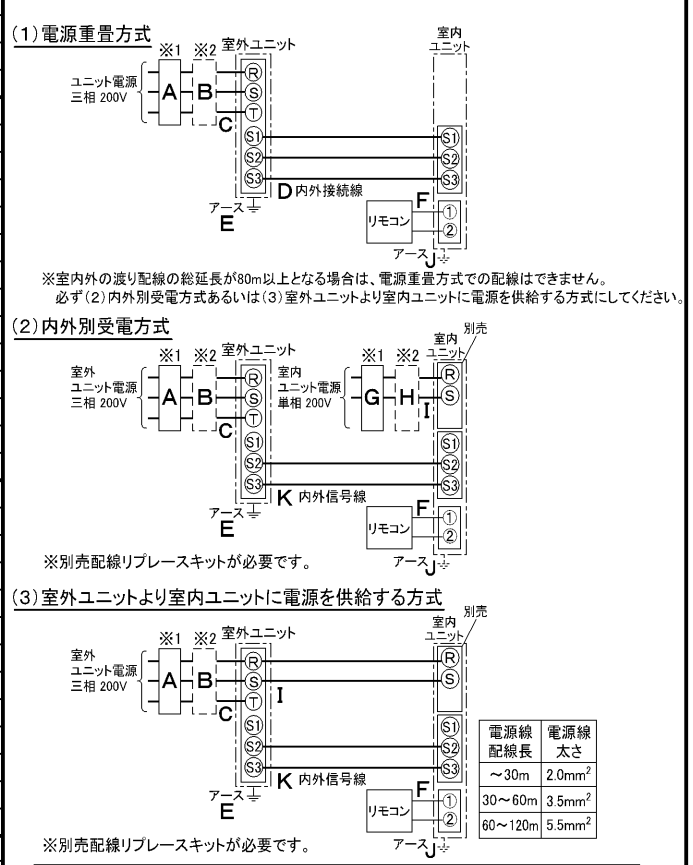 (1)電源重畳方式
※1 ※2 室外ユニット
室内
ユニット
ユニット電源
三相 200V
A B
C
R
S
T
S1
S2
S3
S1
S2
S3
D 内外接続線
アース
E
F
リモコン
①
②
アース J
※室内外の渡り配線の総延長が80m以上となる場合は、電源重畳方式での配線はできません。
必ず(2)内外別受電方式あるいは(3)室外ユニットより室内ユニットに電源を供給する方式にしてください。
(2)内外別受電方式
※1 ※2 室外ユニット
室外
ユニット電源
三相 200V
A B
C
R
S
T
S1
S2
S3
※1 ※2
室内
ユニット電源
単相 200V
G H
I
室内
ユニット
別売
R
S
S1
S2
S3
K 内外信号線
アース
E
F
リモコン
①
②
アース J
※別売配線リプレースキットが必要です。
(3)室外ユニットより室内ユニットに電源を供給する方式
※1 ※2 室外ユニット
室外
ユニット電源
三相 200V
A B
C
R
S
T
S1
S2
S3
I
室内
ユニット
別売
R
S
S1
S2
S3
K 内外信号線
アース
E
F
リモコン
①
②
アース J
※別売配線リプレースキットが必要です。
電源線
配線長
電源線
太さ
~30m 2.0mm²
30~60m 3.5mm²
60~120m 5.5mm²